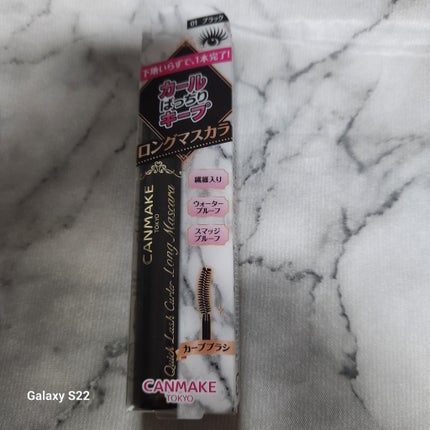 01 ブラック
下地いらずで、1本完了!
カール
ぱっちり
キープ
ロングマスカラ
繊維入り
ウォーター
プルーフ
スマッジ
プルーフ
CANMAKE
TOKYO
Quick Lash Curler Long Mascara
カーブブラシ
CANMAKE
TOKYO
Galaxy S22